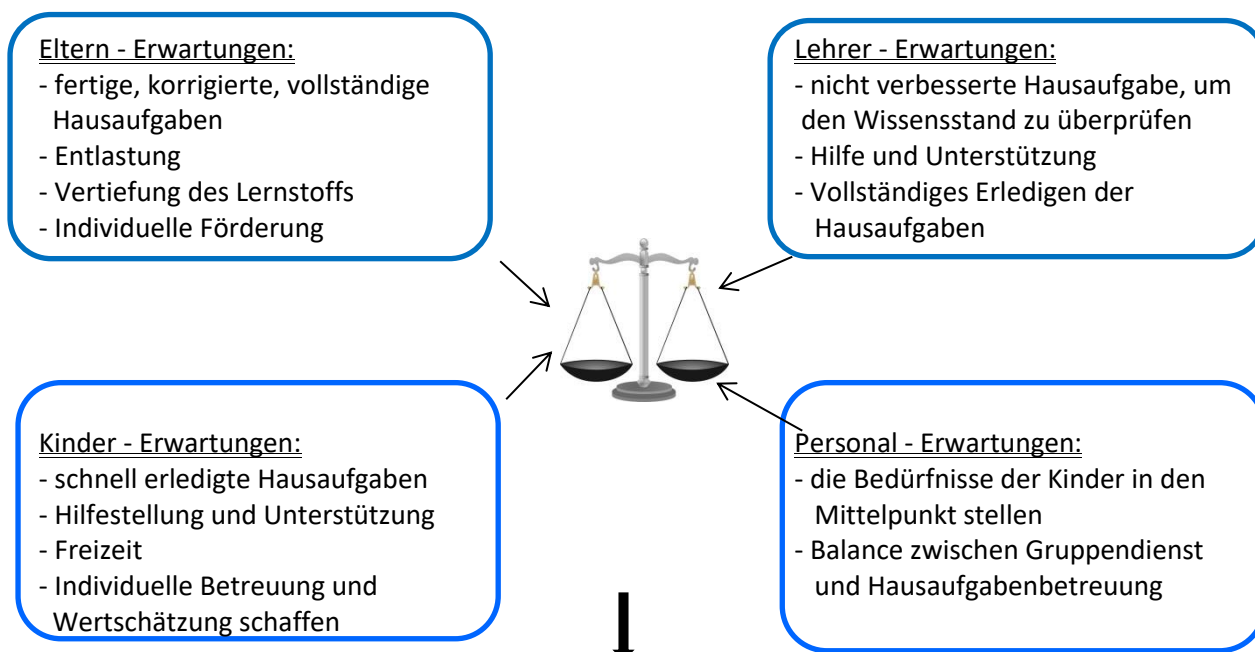 Eltern - Erwartungen:
- fertige, korrigierte, vollständige
Hausaufgaben
- Entlastung
- Vertiefung des Lernstoffs
- Individuelle Förderung
Lehrer - Erwartungen:
- nicht verbesserte Hausaufgabe, um
den Wissensstand zu überprüfen
- Hilfe und Unterstützung
- Vollständiges Erledigen der
Hausaufgaben
Kinder - Erwartungen:
- schnell erledigte Hausaufgaben
- Hilfestellung und Unterstützung
- Freizeit
- Individuelle Betreuung und
Wertschätzung schaffen
Personal - Erwartungen:
- die Bedürfnisse der Kinder in den
Mittelpunkt stellen
- Balance zwischen Gruppendienst
und Hausaufgabenbetreuung